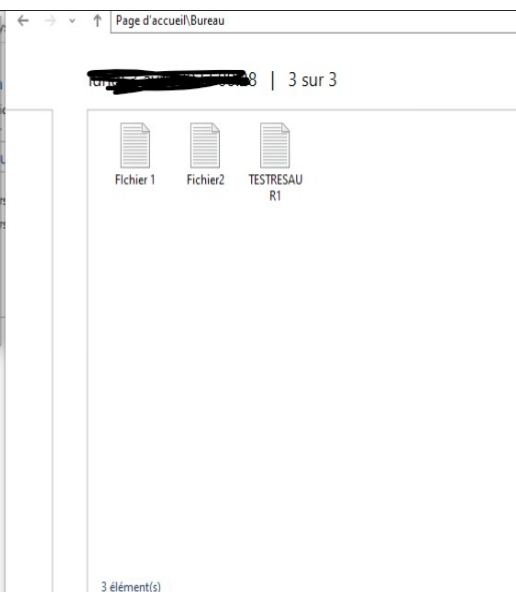 Page d'accueil\Bureau
8 | 3 sur 3
FIchier 1
Fichier2
TESTRESAU
R1
3 élément(s)